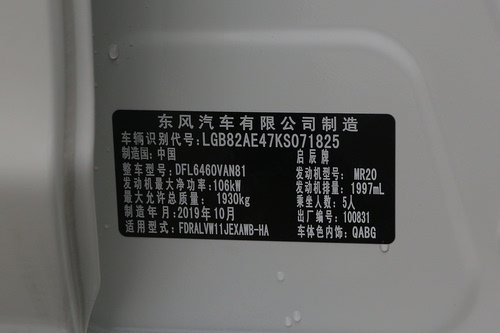 东风汽车有限公司制造
车辆识别代号:LGB82AE47KS071825
制造国:中国 启辰牌
整车型号:DFL6460VAN81 发动机型号:MR20
发动机最大净功率:106kW 发动机排量:1997mL
最大允许总质量:1930kg 乘坐人数:5人
制造年月:2019年10月 出厂编号:100831
适用型式:FDRALVW11JEXAWB-HA 车体色内饰:QABG